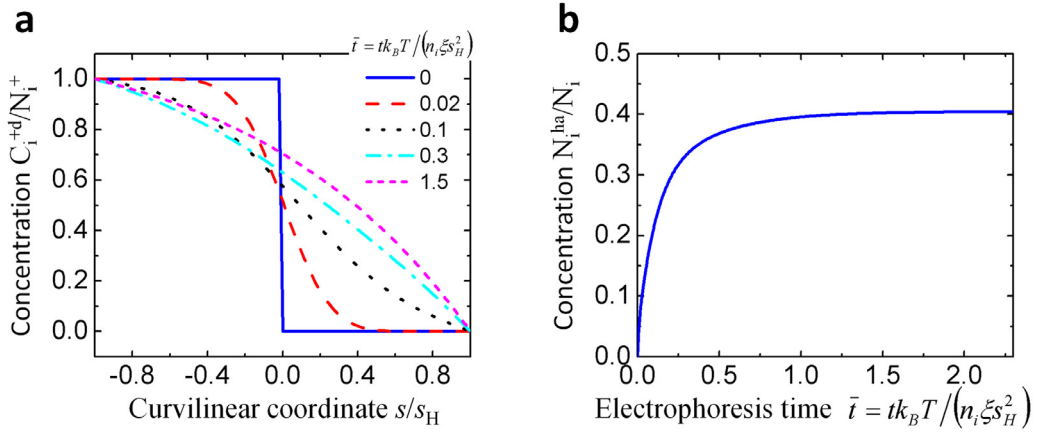 a
t̄ = tk_BT/(n_iξs_H^2)
0
0.02
0.1
0.3
1.5
Concentration C_i^{+d}/N_i^+
1.0
0.8
0.6
0.4
0.2
0.0
-0.8 -0.4 0.0 0.4 0.8
Curvilinear coordinate s/s_H
b
Concentration N_i^{ha}/N_i
0.5
0.4
0.3
0.2
0.1
0.0
0.0 0.5 1.0 1.5 2.0
Electrophoresis time t̄ = tk_BT/(n_iξs_H^2)